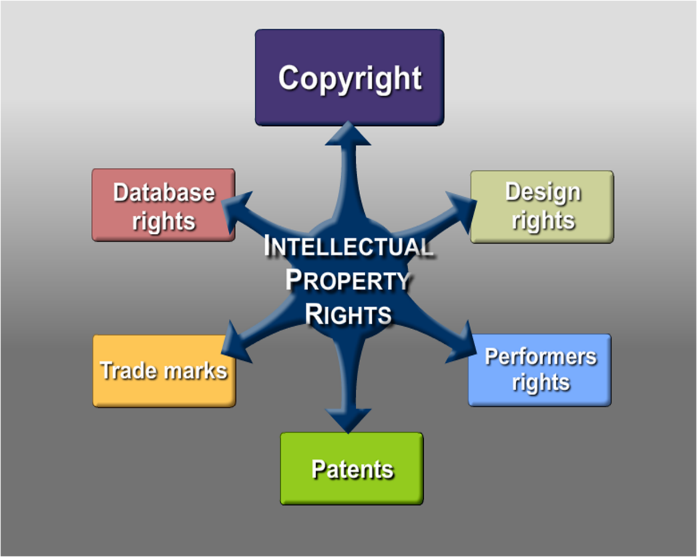 Copyright
Database
rights
Design
rights
INTELLECTUAL
PROPERTY
RIGHTS
Trade marks
Performers
rights
Patents